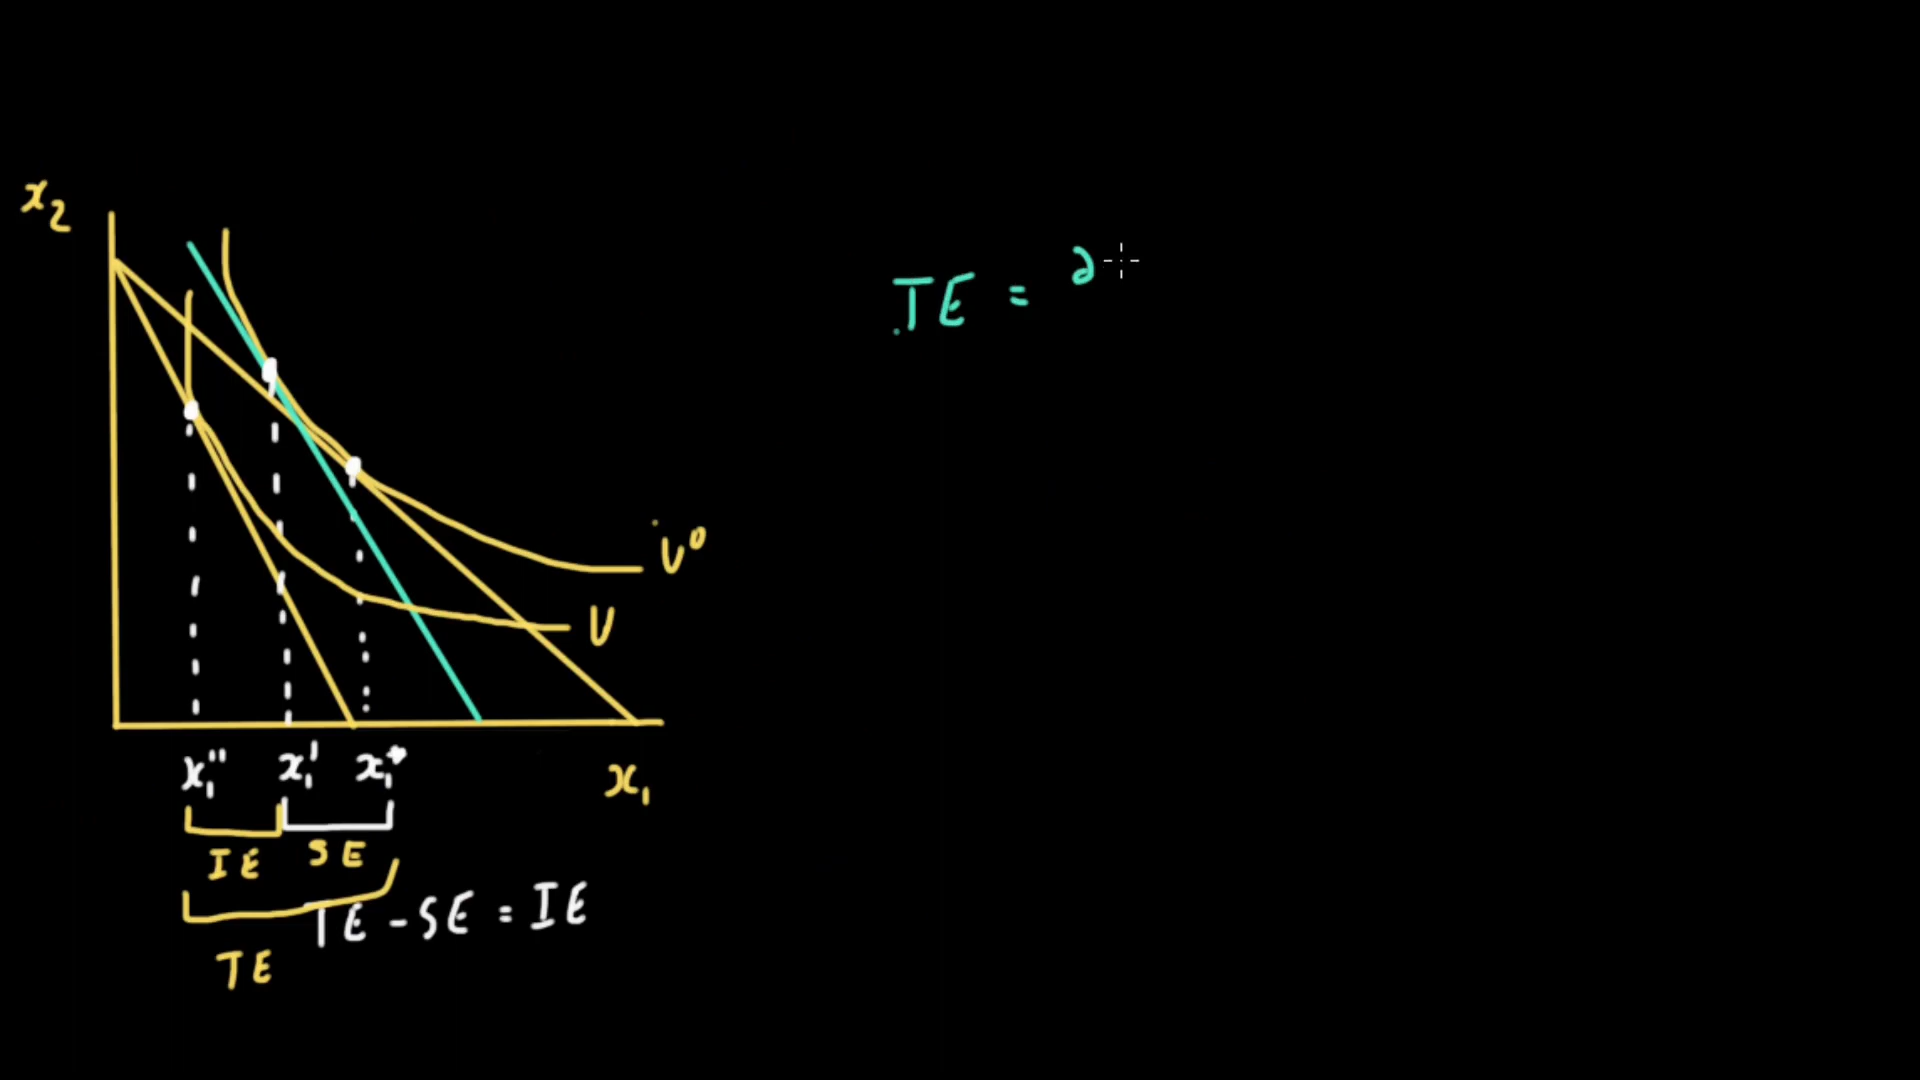 x₂
TE = ∂
U⁰
U
x₁'' x₁' x₁*
x₁
IE SE
TE - SE = IE
TE